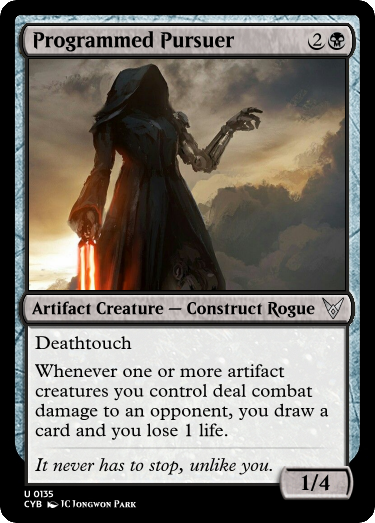 Programmed Pursuer 2
Artifact Creature — Construct Rogue
Deathtouch
Whenever one or more artifact
creatures you control deal combat
damage to an opponent, you draw a
card and you lose 1 life.
It never has to stop, unlike you.
1/4
U 0135
CYB JC Jongwon Park